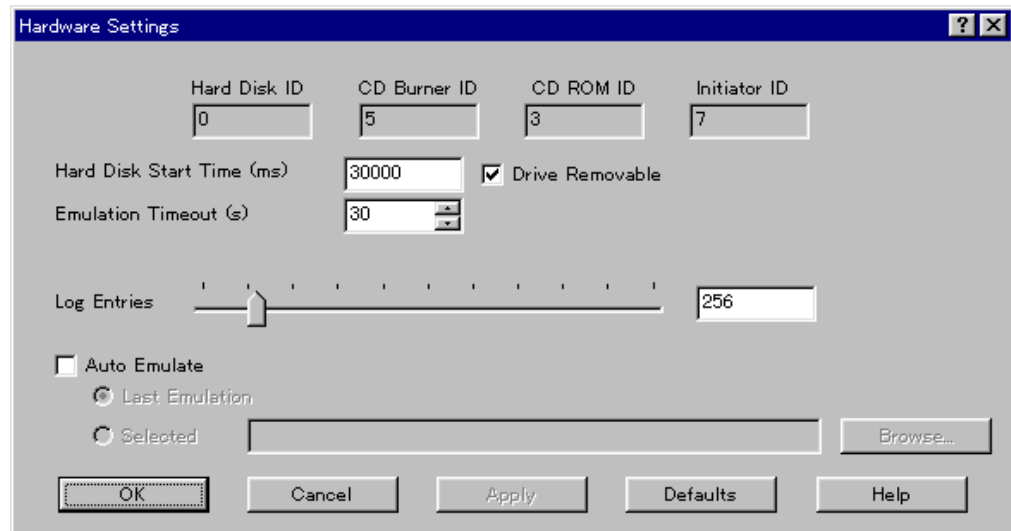 Hardware Settings
Hard Disk ID CD Burner ID CD ROM ID Initiator ID
0 5 3 7
Hard Disk Start Time (ms) 30000 Drive Removable
Emulation Timeout (s) 30
Log Entries 256
Auto Emulate
Last Emulation
Selected Browse...
OK Cancel Apply Defaults Help